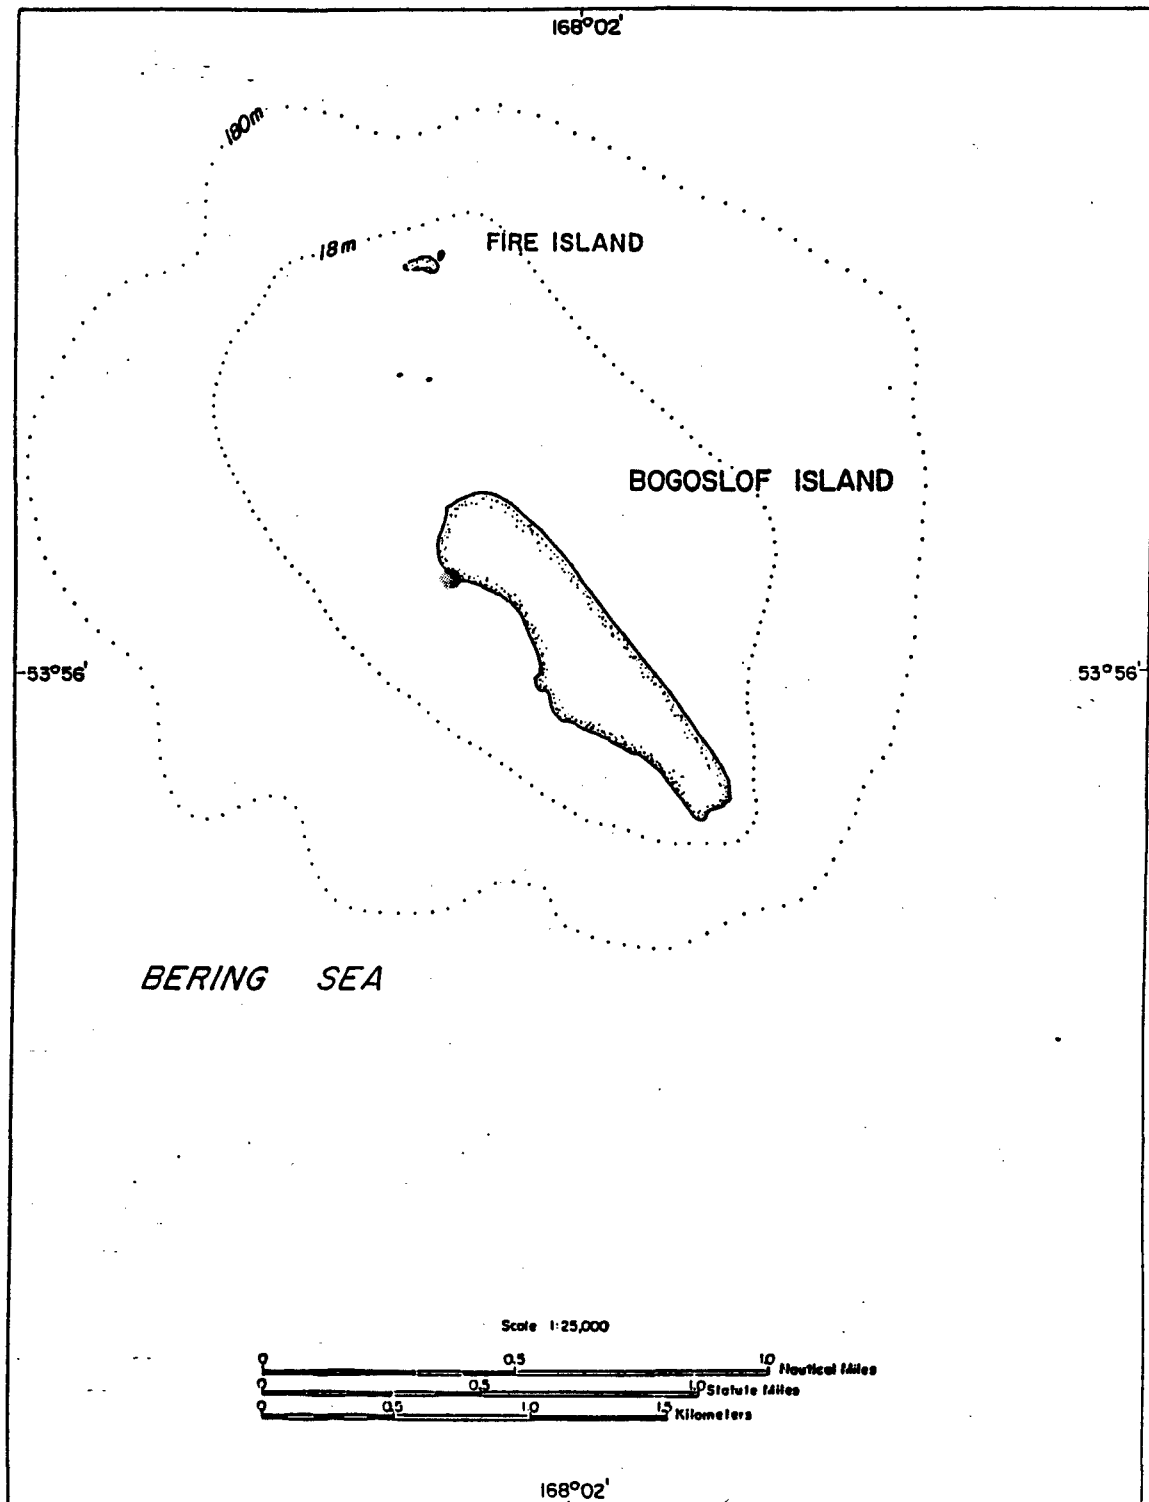 168°02'
180m
FIRE ISLAND
18m
BOGOSLOF ISLAND
53°56'
53°56'
BERING SEA
Scale 1:25,000
0 0.5 1.0 Nautical Miles
0 0.5 1.0 Statute Miles
0 0.5 1.0 1.5 Kilometers
168°02'